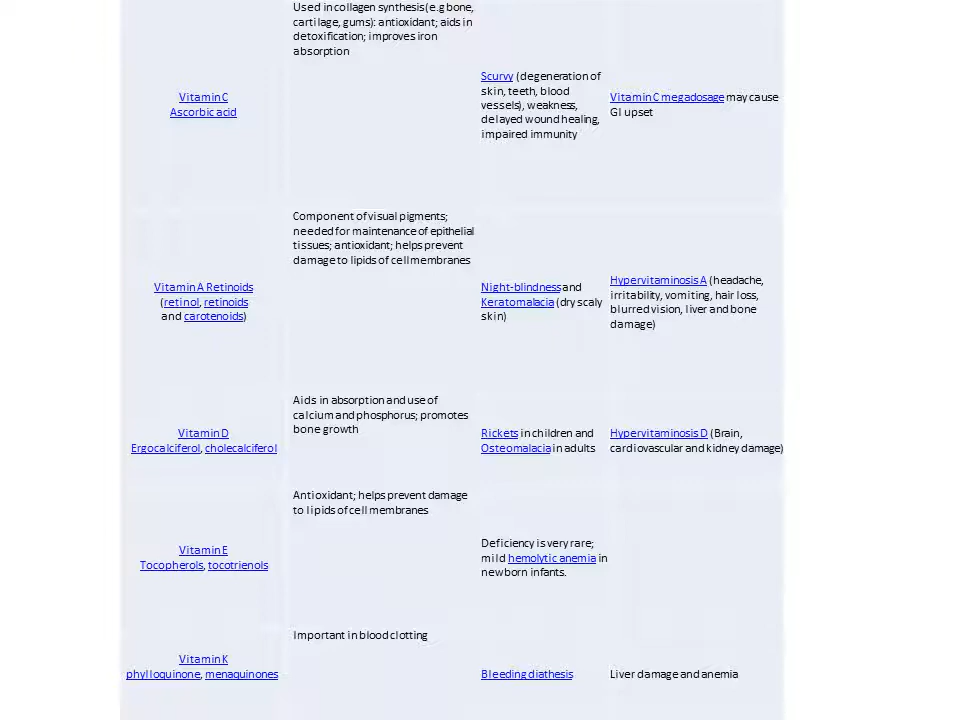 Used in collagen synthesis (e.g bone,
cartilage, gums): antioxidant; aids in
detoxification; improves iron
absorption
Vitamin C
Ascorbic acid
Scurvy (degeneration of
skin, teeth, blood
vessels), weakness,
delayed wound healing,
impaired immunity
Vitamin C megadosage may cause
GI upset
Component of visual pigments;
needed for maintenance of epithelial
tissues; antioxidant; helps prevent
damage to lipids of cell membranes
Vitamin A Retinoids
(retinol, retinoids
and carotenoids)
Night-blindness and
Keratomalacia (dry scaly
skin)
Hypervitaminosis A (headache,
irritability, vomiting, hair loss,
blurred vision, liver and bone
damage)
Aids in absorption and use of
calcium and phosphorus; promotes
bone growth
Vitamin D
Ergocalciferol, cholecalciferol
Rickets in children and
Osteomalacia in adults
Hypervitaminosis D (Brain,
cardiovascular and kidney damage)
Antioxidant; helps prevent damage
to lipids of cell membranes
Vitamin E
Tocopherols, tocotrienols
Deficiency is very rare;
mild hemolytic anemia in
newborn infants.
Important in blood clotting
Vitamin K
phylloquinone, menaquinones
Bleeding diathesis
Liver damage and anemia